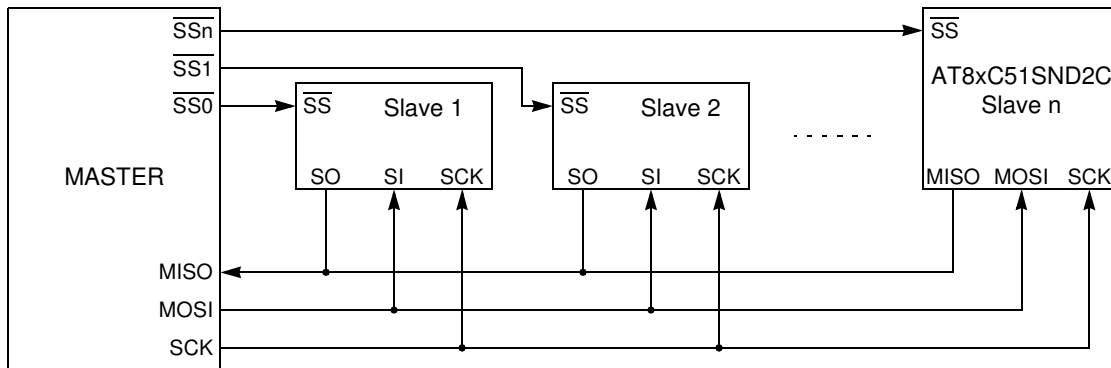 SSn
SS
SS1
AT8xC51SND2C
SS0
SS
Slave 1
SS
Slave 2
Slave n
MASTER
SO SI SCK
SO SI SCK
MISO MOSI SCK
MISO
MOSI
SCK